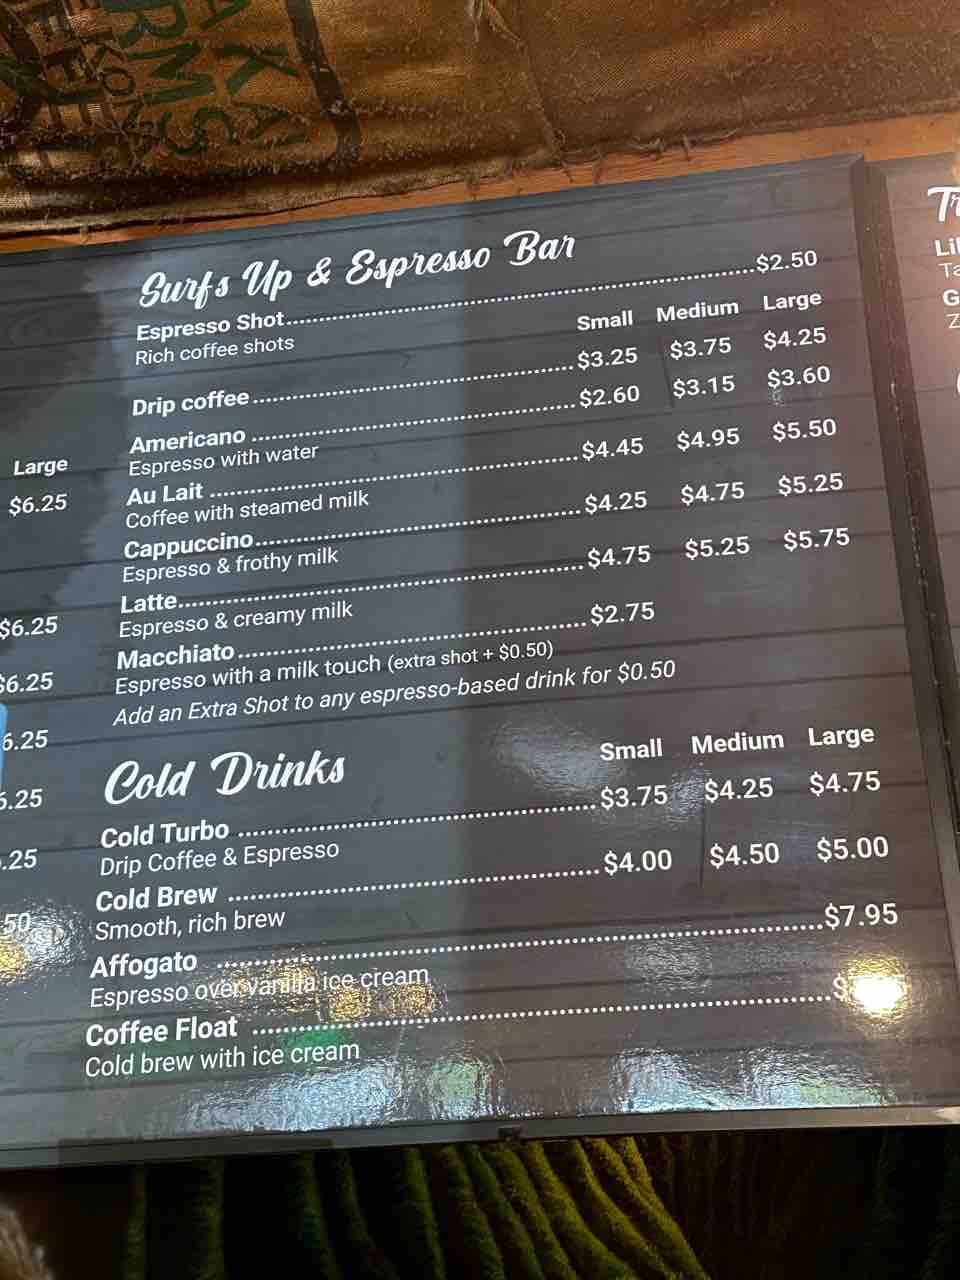 Surfs Up & Espresso Bar
Espresso Shot $2.50
Rich coffee shots
Small Medium Large
Drip coffee $3.25 $3.75 $4.25
Americano $2.60 $3.15 $3.60
Espresso with water
Au Lait $4.45 $4.95 $5.50
Coffee with steamed milk
Cappuccino $4.25 $4.75 $5.25
Espresso & frothy milk
Latte $4.75 $5.25 $5.75
Espresso & creamy milk
Macchiato $2.75
Espresso with a milk touch (extra shot + $0.50)
Add an Extra Shot to any espresso-based drink for $0.50
Cold Drinks
Small Medium Large
Cold Turbo $3.75 $4.25 $4.75
Drip Coffee & Espresso
Cold Brew $4.00 $4.50 $5.00
Smooth, rich brew
Affogato $7.95
Espresso over vanilla ice cream
Coffee Float
Cold brew with ice cream
Large
$6.25
$6.25
$6.25
6.25